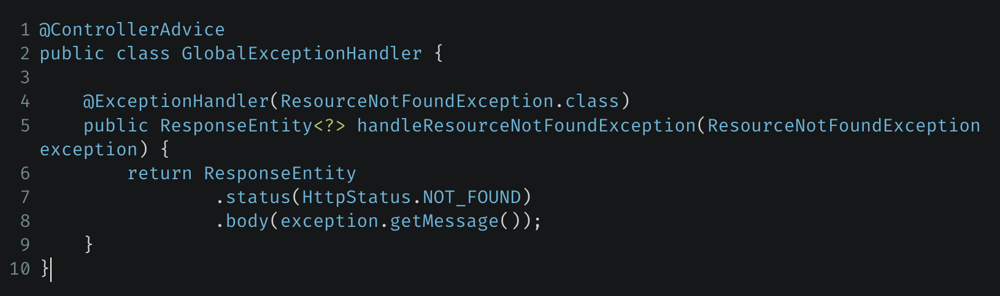 1 @ControllerAdvice
2 public class GlobalExceptionHandler {
3
4     @ExceptionHandler(ResourceNotFoundException.class)
5     public ResponseEntity<?> handleResourceNotFoundException(ResourceNotFoundException
exception) {
6         return ResponseEntity
7                 .status(HttpStatus.NOT_FOUND)
8                 .body(exception.getMessage());
9     }
10 }